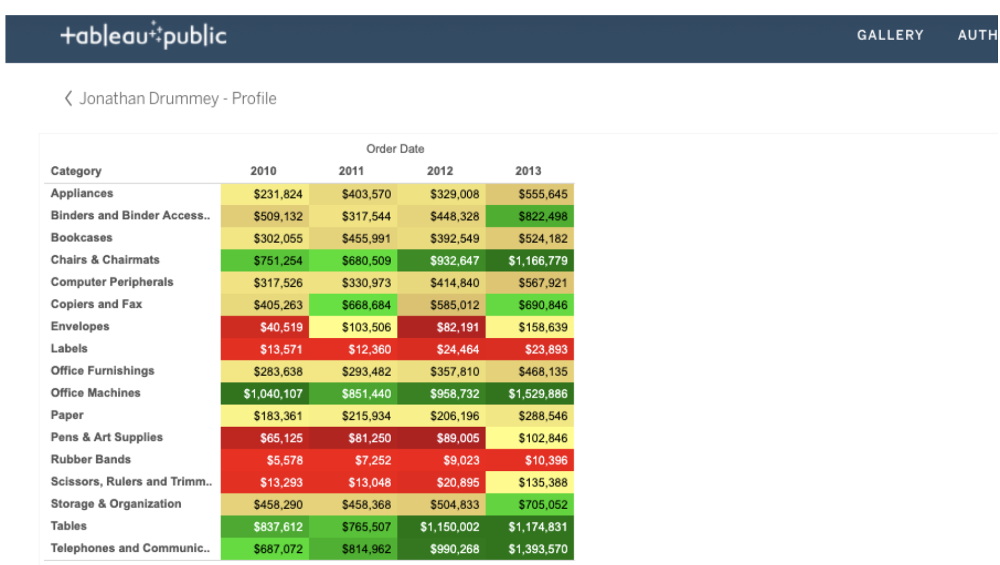 tableau public
GALLERY AUTH
Jonathan Drummey - Profile
Order Date
Category 2010 2011 2012 2013
Appliances $231,824 $403,570 $329,008 $555,645
Binders and Binder Access.. $509,132 $317,544 $448,328 $822,498
Bookcases $302,055 $455,991 $392,549 $524,182
Chairs & Chairmats $751,254 $680,509 $932,647 $1,166,779
Computer Peripherals $317,526 $330,973 $414,840 $567,921
Copiers and Fax $405,263 $668,684 $585,012 $690,846
Envelopes $40,519 $103,506 $82,191 $158,639
Labels $13,571 $12,360 $24,464 $23,893
Office Furnishings $283,638 $293,482 $357,810 $468,135
Office Machines $1,040,107 $851,440 $958,732 $1,529,886
Paper $183,361 $215,934 $206,196 $288,546
Pens & Art Supplies $65,125 $81,250 $89,005 $102,846
Rubber Bands $5,578 $7,252 $9,023 $10,396
Scissors, Rulers and Trimm.. $13,293 $13,048 $20,895 $135,388
Storage & Organization $458,290 $458,368 $504,833 $705,052
Tables $837,612 $765,507 $1,150,002 $1,174,831
Telephones and Communic.. $687,072 $814,962 $990,268 $1,393,570